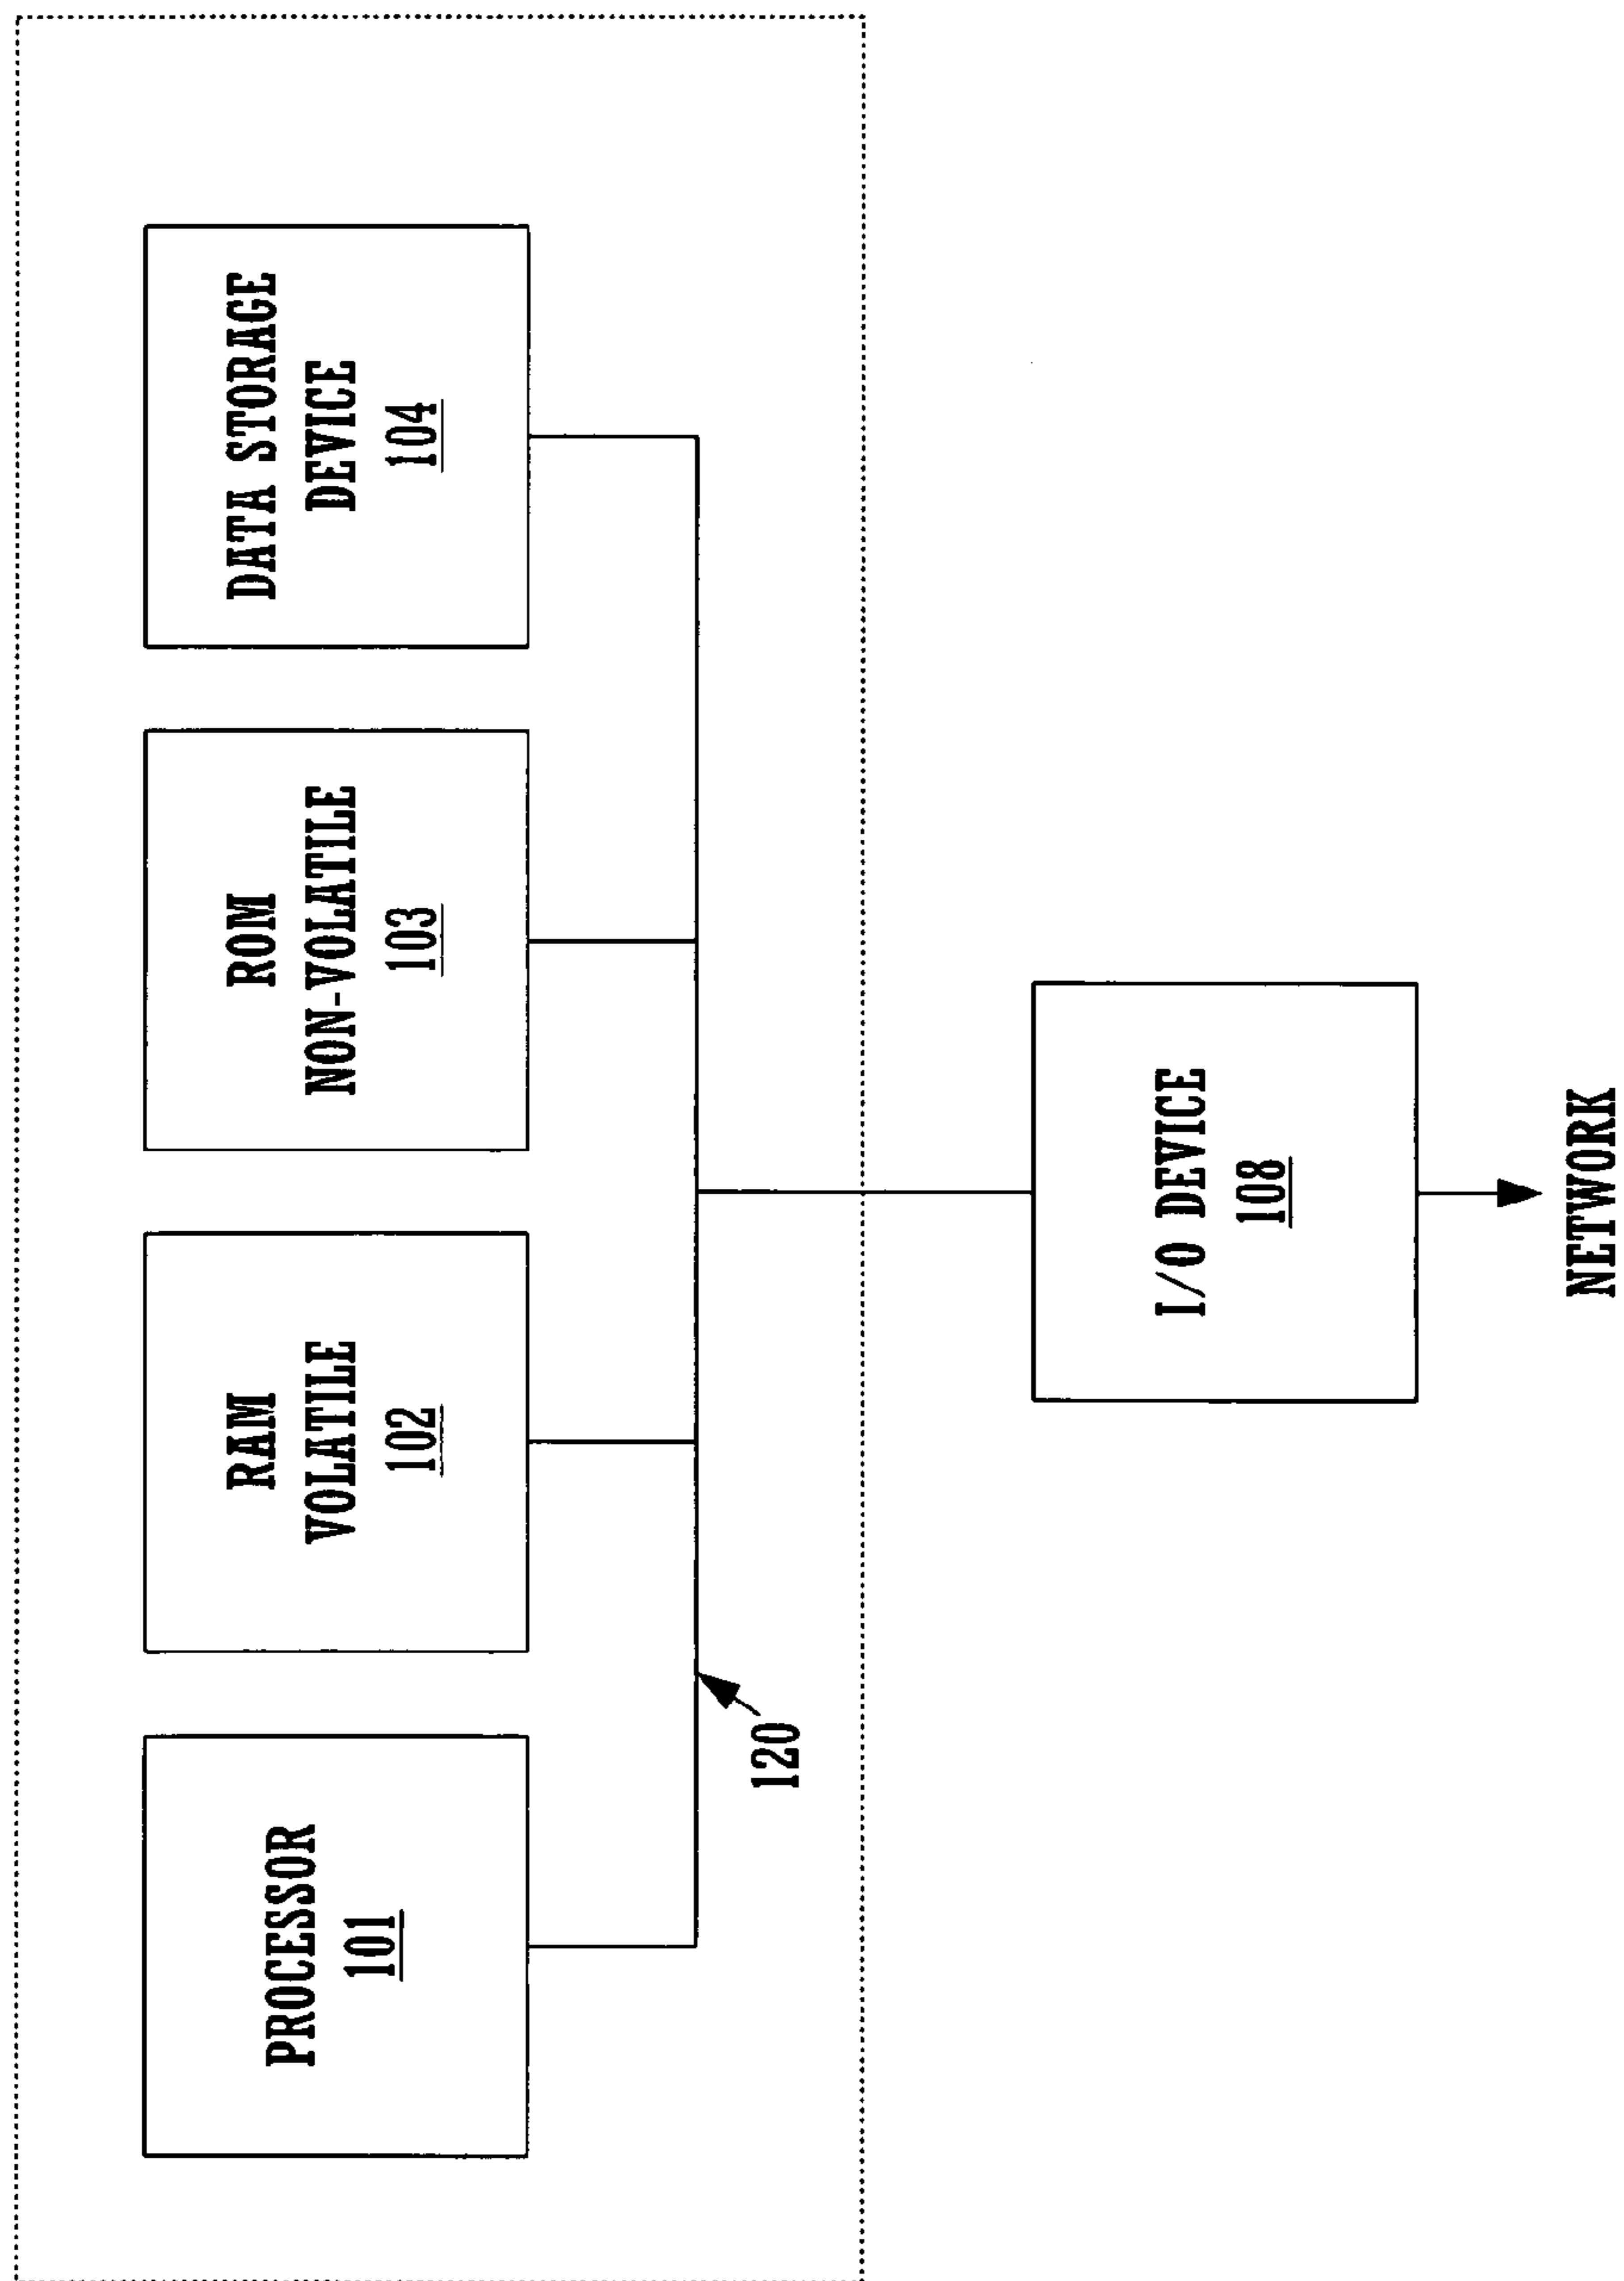 PROCESSOR
101
RAM
VOLATILE
102
ROM
NON-VOLATILE
103
DATA STORAGE
DEVICE
104
120
I/O DEVICE
108
NETWORK